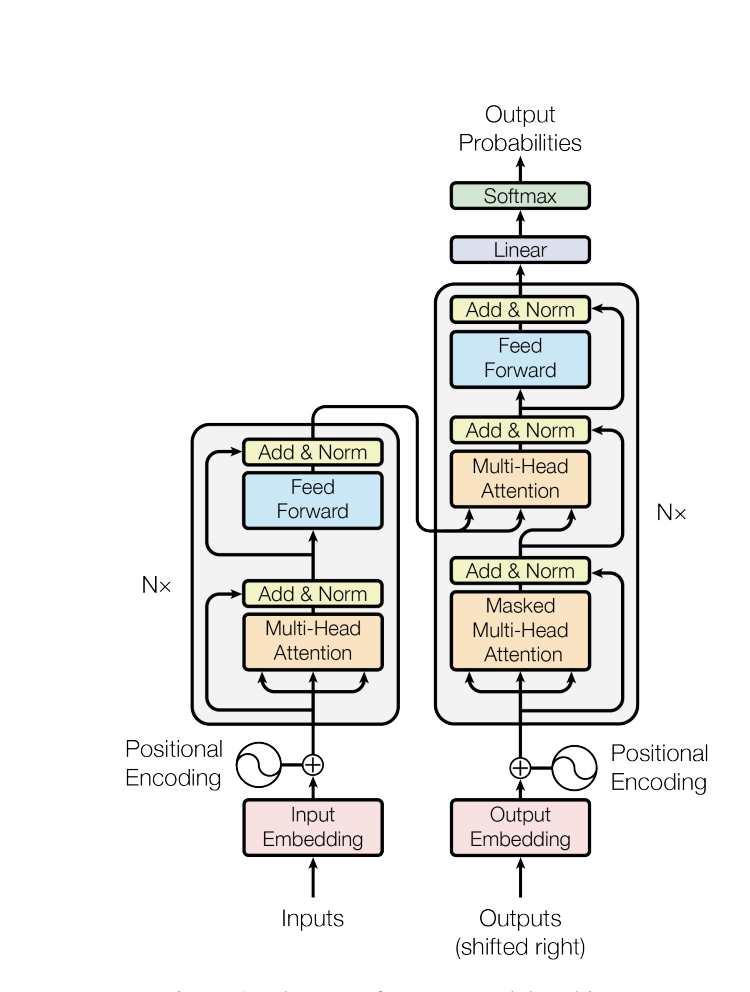 Output
Probabilities
Softmax
Linear
Add & Norm
Feed
Forward
Add & Norm
Multi-Head
Attention
Add & Norm
Masked
Multi-Head
Attention
Nx
Positional
Encoding
Output
Embedding
Outputs
(shifted right)
Add & Norm
Feed
Forward
Add & Norm
Multi-Head
Attention
N×
Positional
Encoding
Input
Embedding
Inputs